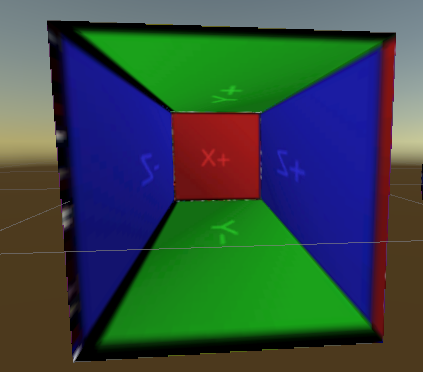 Y+
Z-
X+
Z+
Y-